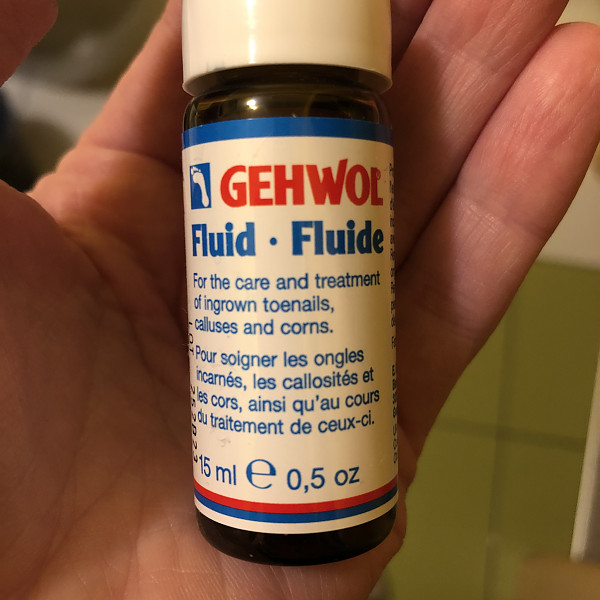 GEHWOL
Fluid · Fluide
For the care and treatment
of ingrown toenails,
calluses and corns.
Pour soigner les ongles
incarnés, les callosités et
les cors, ainsi qu'au cours
du traitement de ceux-ci.
15 ml ℮ 0,5 oz
LOT